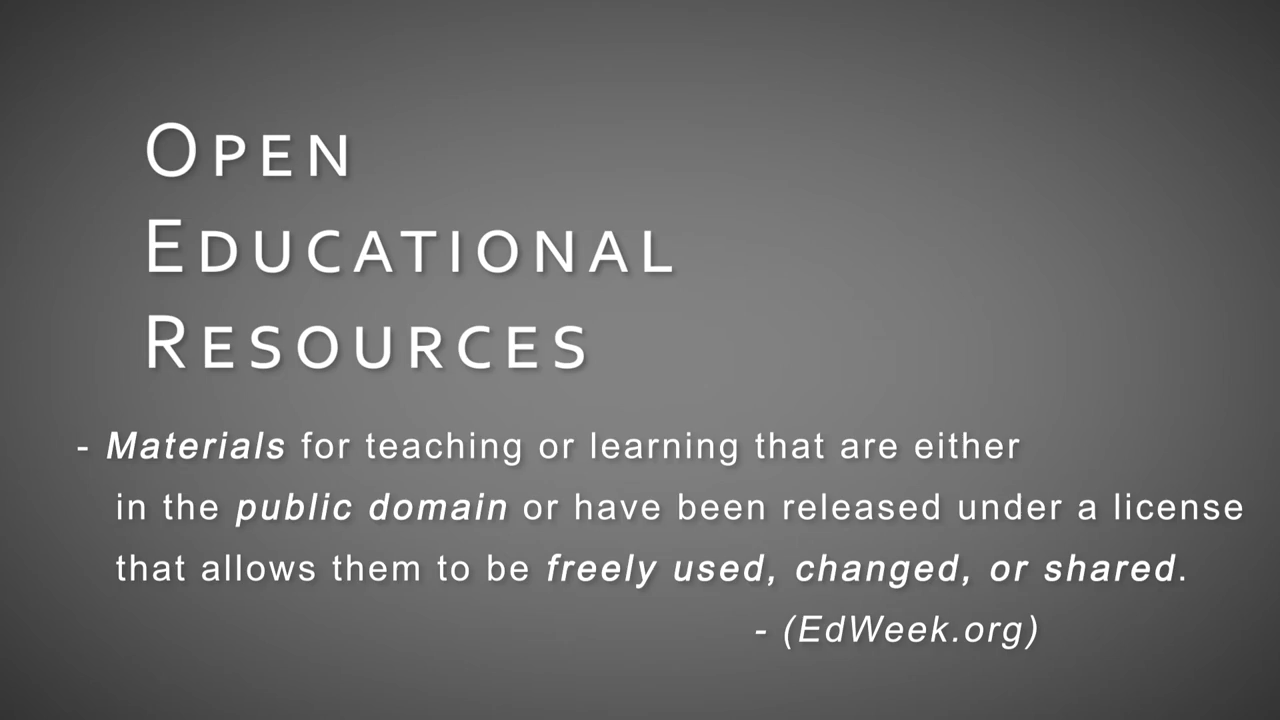 Open
Educational
Resources
- Materials for teaching or learning that are either
in the public domain or have been released under a license
that allows them to be freely used, changed, or shared.
- (EdWeek.org)